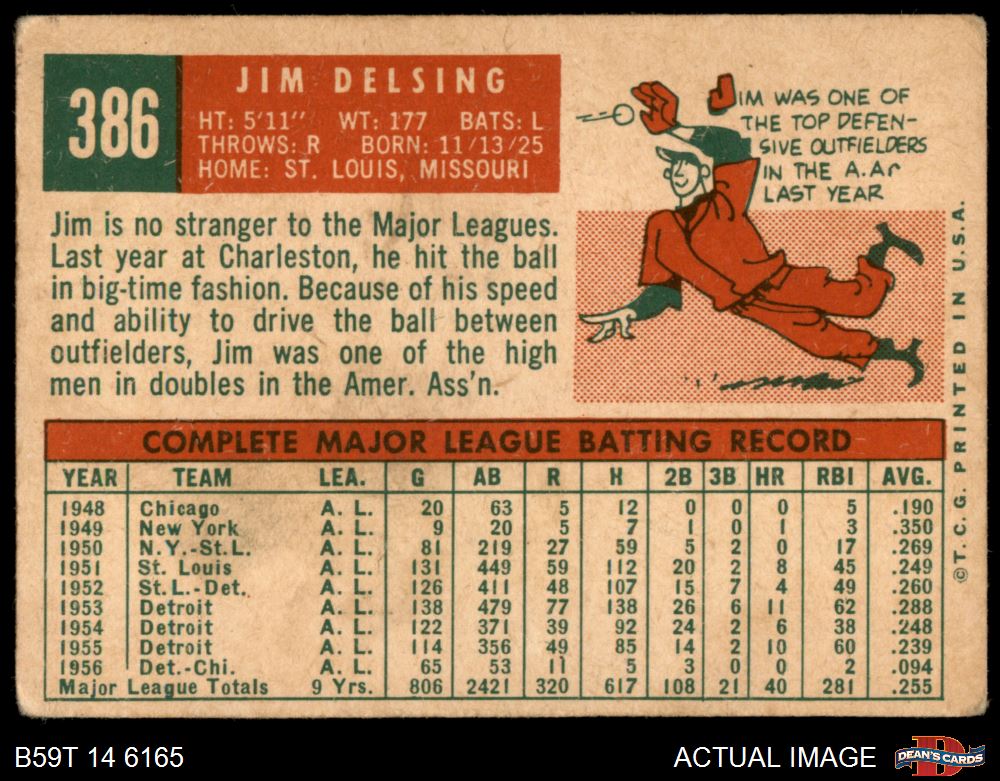 386
JIM DELSING
HT: 5'11" WT: 177 BATS: L
THROWS: R BORN: 11/13/25
HOME: ST. LOUIS, MISSOURI
JIM WAS ONE OF
THE TOP DEFEN-
SIVE OUTFIELDERS
IN THE A.A.
LAST YEAR
Jim is no stranger to the Major Leagues.
Last year at Charleston, he hit the ball
in big-time fashion. Because of his speed
and ability to drive the ball between
outfielders, Jim was one of the high
men in doubles in the Amer. Ass'n.
COMPLETE MAJOR LEAGUE BATTING RECORD
YEAR TEAM LEA. G AB R H 2B 3B HR RBI AVG.
1948 Chicago A. L. 20 63 5 12 0 0 0 5 .190
1949 New York A. L. 9 20 5 7 1 0 1 3 .350
1950 N.Y.-St.L. A. L. 81 219 27 59 5 2 0 17 .269
1951 St. Louis A. L. 131 449 59 112 20 2 8 45 .249
1952 St.L.-Det. A. L. 126 411 48 107 15 7 4 49 .260
1953 Detroit A. L. 138 479 77 138 26 6 11 62 .288
1954 Detroit A. L. 122 371 39 92 24 2 6 38 .248
1955 Detroit A. L. 114 356 49 85 14 2 10 60 .239
1956 Det.-Chi. A. L. 65 53 11 5 3 0 0 2 .094
Major League Totals 9 Yrs. 806 2421 320 617 108 21 40 281 .255
© T. C. G. PRINTED IN U.S.A.
B59T 14 6165
ACTUAL IMAGE
DEAN'S CARDS